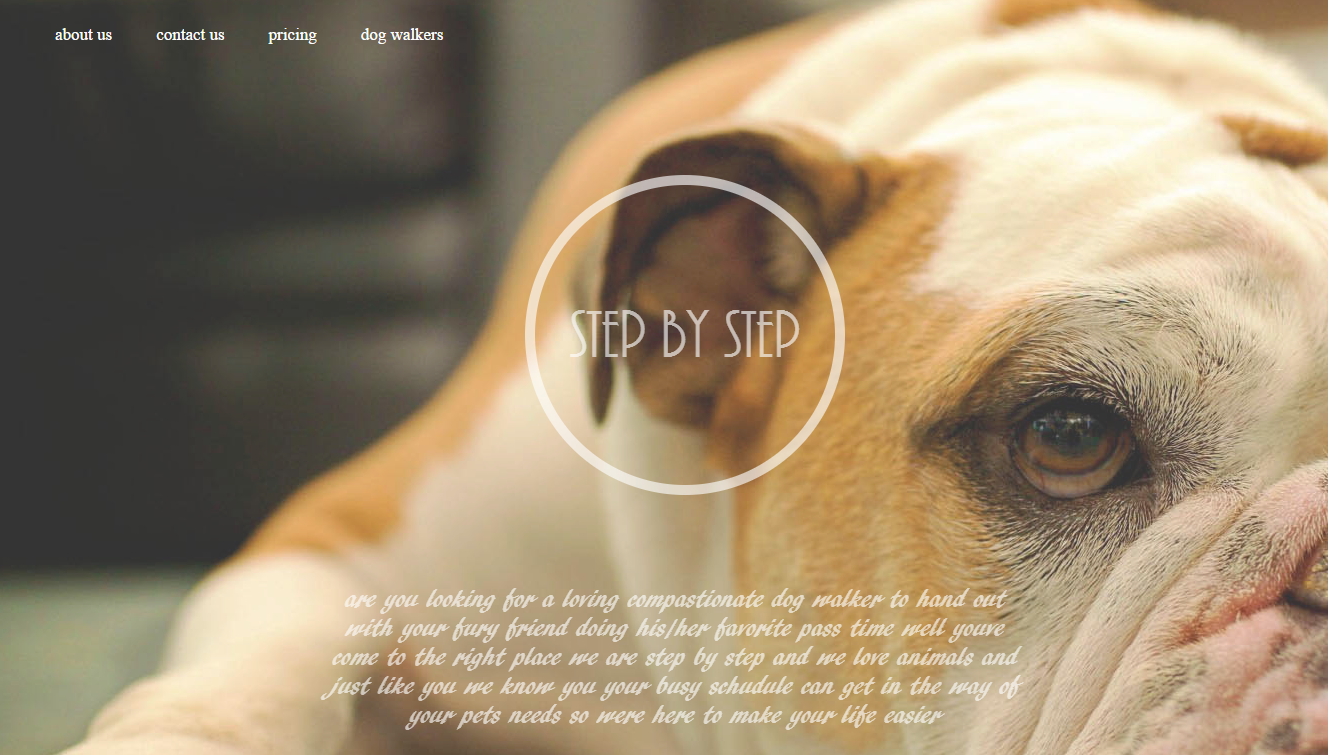 about us contact us pricing dog walkers
STEP BY STEP
are you looking for a loving compastionate dog walker to hand out
with your fury friend doing his/her favorite pass time well youve
come to the right place we are step by step and we love animals and
just like you we know you your busy schudule can get in the way of
your pets needs so were here to make your life easier